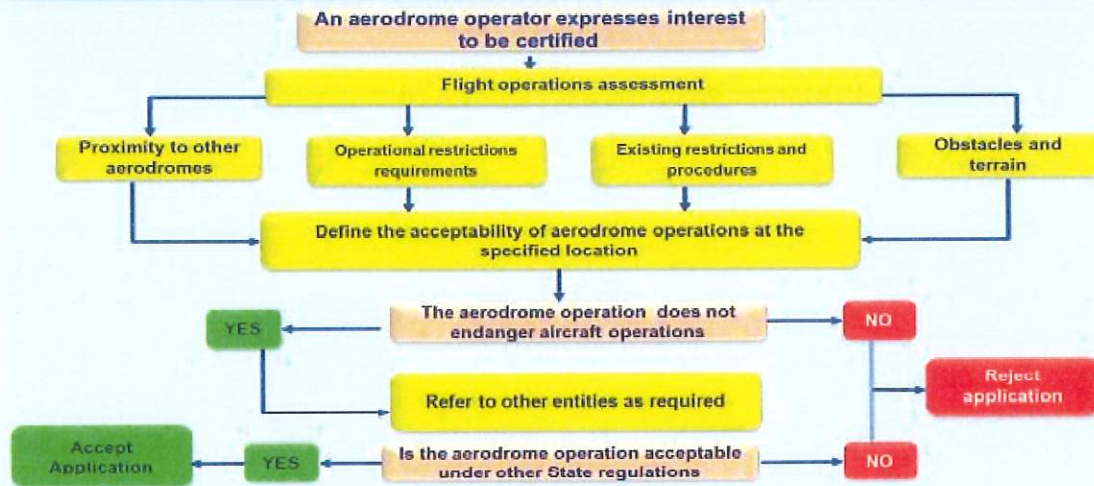 An aerodrome operator expresses interest
to be certified
Flight operations assessment
Proximity to other
aerodromes
Operational restrictions
requirements
Existing restrictions and
procedures
Obstacles and
terrain
Define the acceptability of aerodrome operations at the
specified location
The aerodrome operation does not
endanger aircraft operations
YES
NO
Refer to other entities as required
Reject
application
Is the aerodrome operation acceptable
under other State regulations
YES
NO
Accept
Application